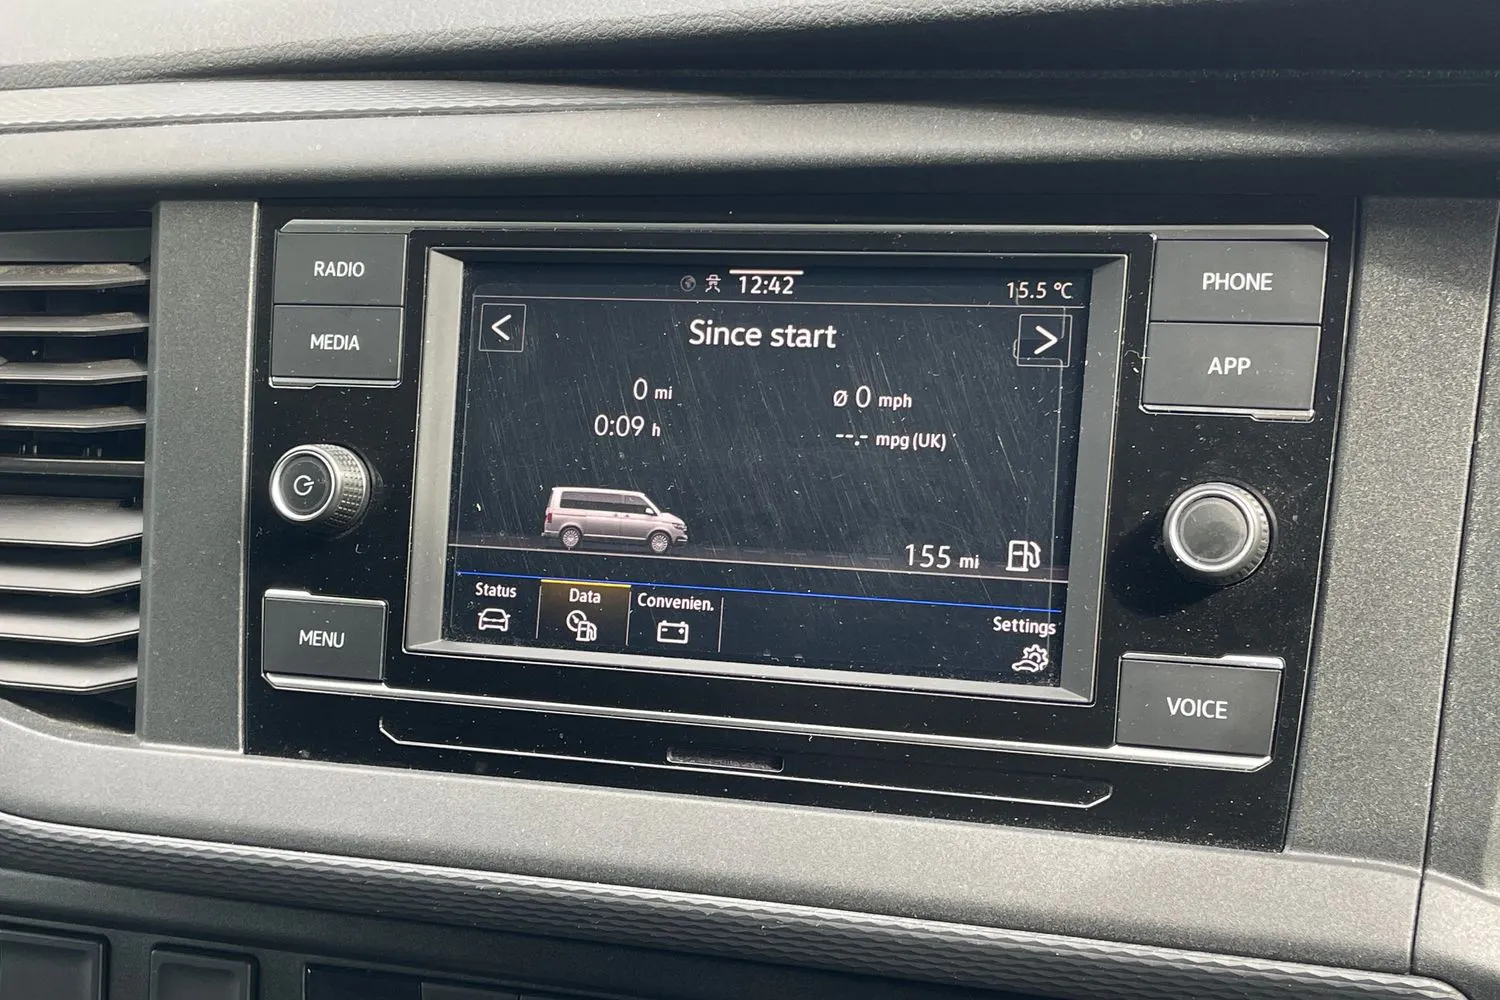 RADIO
MEDIA
MENU
PHONE
APP
VOICE
12:42
15.5 °C
<
Since start
>
0 mi
Ø 0 mph
0:09 h
--.- mpg (UK)
155 mi
Status
Data
Convenien.
Settings